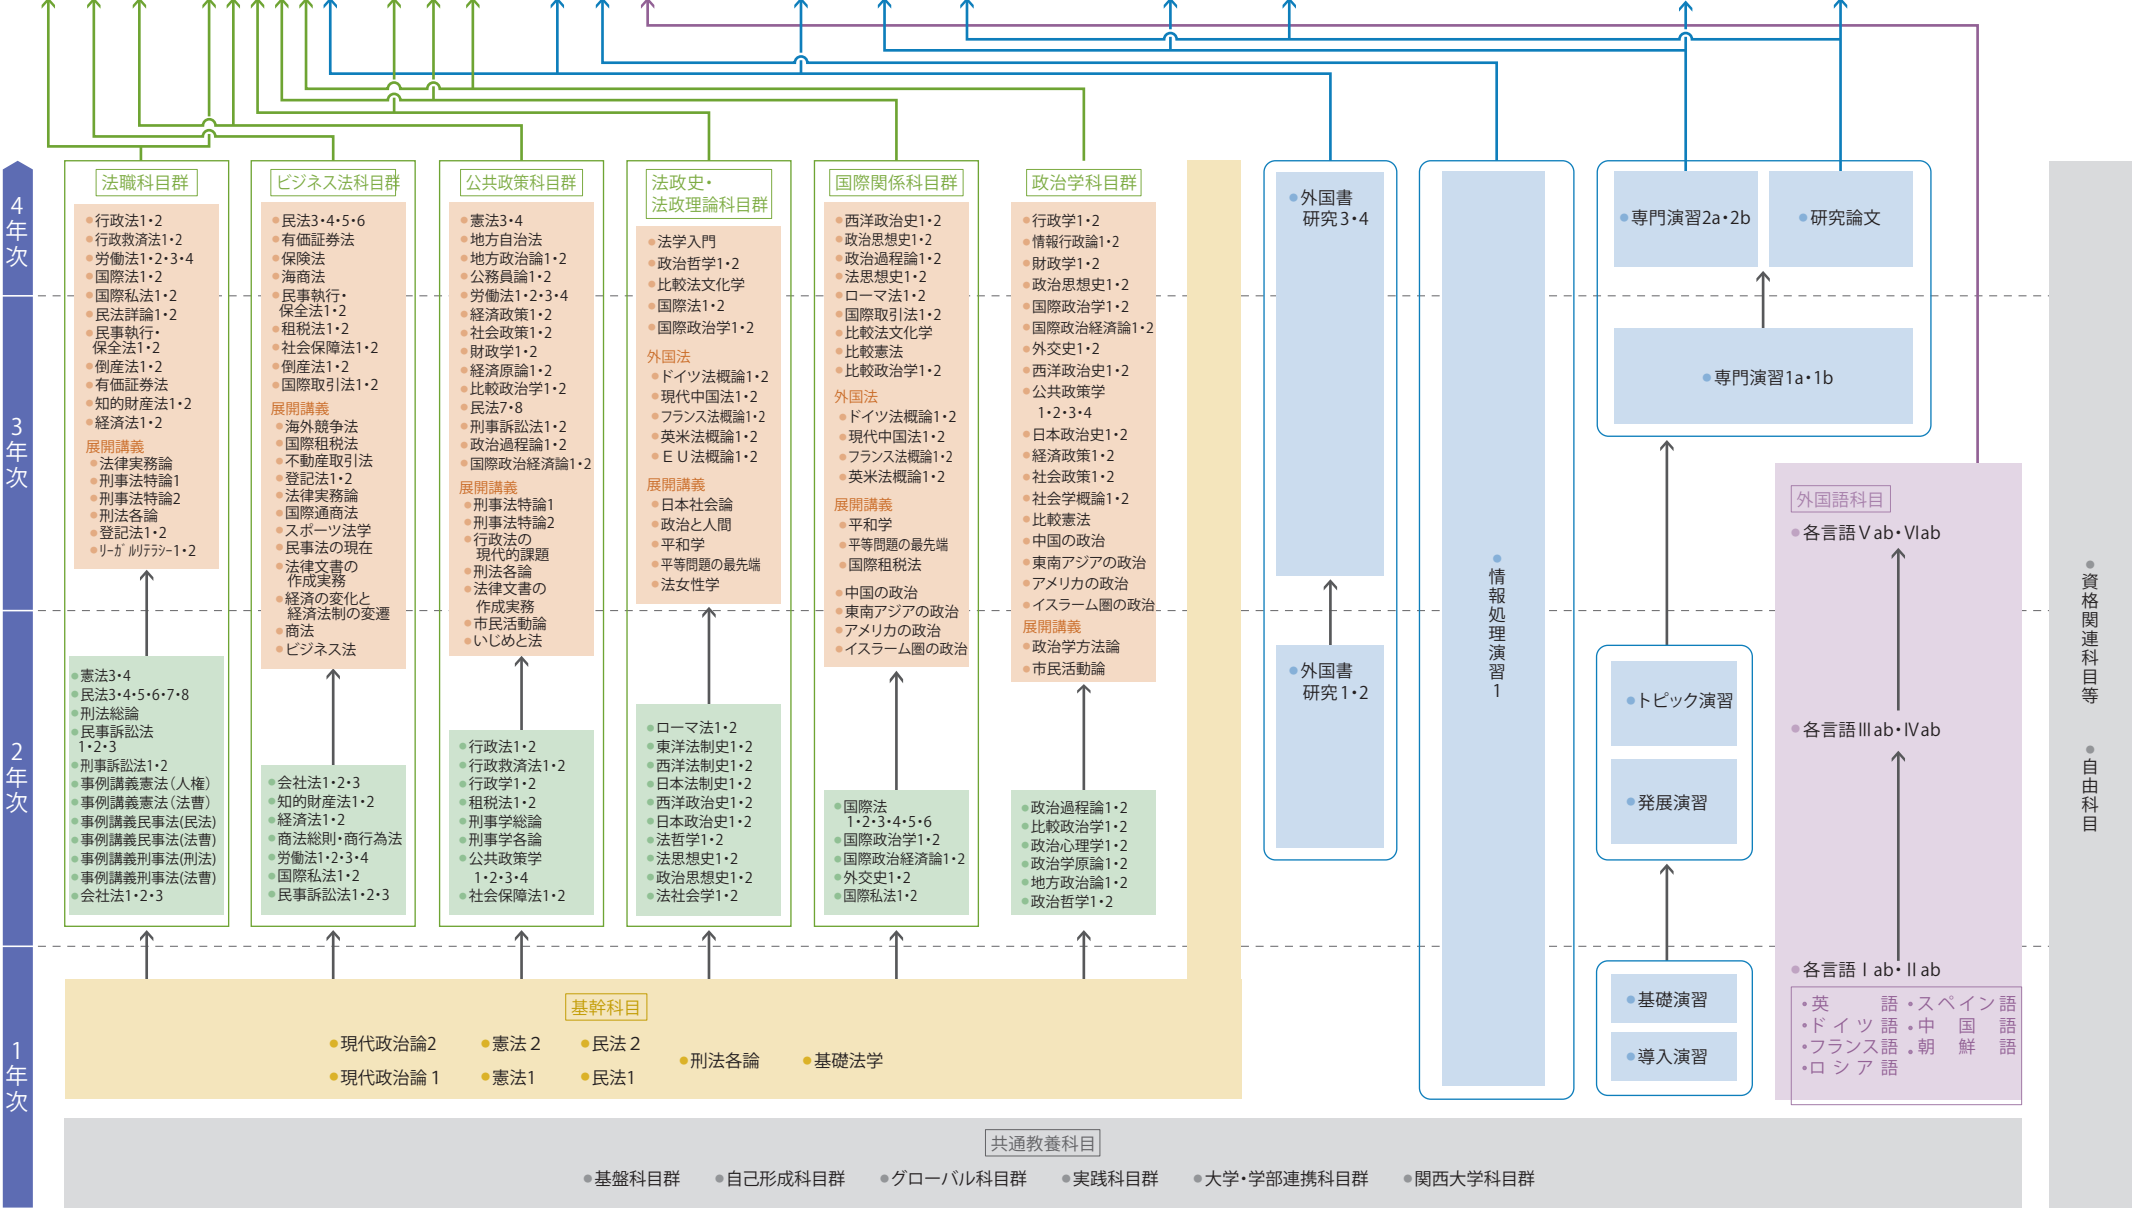 4年次
3年次
2年次
1年次
法職科目群
•行政法1•2
•行政救済法1•2
•労働法1•2•3•4
•国際法1•2
•国際私法1•2
•民法詳論1•2
•民事執行・
保全法1•2
•倒産法1•2
•有価証券法
•知的財産法1•2
•経済法1•2
展開講義
•法律実務論
•刑事法特論1
•刑事法特論2
•刑法各論
•登記法1•2
•ﾘｰｶﾞﾙﾘﾃﾗｼｰ1•2
•憲法3•4
•民法3•4•5•6•7•8
•刑法総論
•民事訴訟法
1•2•3
•刑事訴訟法1•2
•事例講義憲法(人権)
•事例講義憲法(法曹)
•事例講義民事法(民法)
•事例講義民事法(法曹)
•事例講義刑事法(刑法)
•事例講義刑事法(法曹)
•会社法1•2•3
ビジネス法科目群
•民法3•4•5•6
•有価証券法
•保険法
•海商法
•民事執行・
保全法1•2
•租税法1•2
•社会保障法1•2
•倒産法1•2
•国際取引法1•2
展開講義
•海外競争法
•国際租税法
•不動産取引法
•登記法1•2
•法律実務論
•国際通商法
•スポーツ法学
•民事法の現在
•法律文書の
作成実務
•経済の変化と
経済法制の変遷
•商法
•ビジネス法
•会社法1•2•3
•知的財産法1•2
•経済法1•2
•商法総則・商行為法
•労働法1•2•3•4
•国際私法1•2
•民事訴訟法1•2•3
公共政策科目群
•憲法3•4
•地方自治法
•地方政治論1•2
•公務員論1•2
•労働法1•2•3•4
•経済政策1•2
•社会政策1•2
•財政学1•2
•経済原論1•2
•比較政治学1•2
•民法7•8
•刑事訴訟法1•2
•政治過程論1•2
•国際政治経済論1•2
展開講義
•刑事法特論1
•刑事法特論2
•行政法の
現代的課題
•刑法各論
•法律文書の
作成実務
•市民活動論
•いじめと法
•行政法1•2
•行政救済法1•2
•行政学1•2
•租税法1•2
•刑事学総論
•刑事学各論
•公共政策学
1•2•3•4
•社会保障法1•2
法政史・
法政理論科目群
•法学入門
•政治哲学1•2
•比較法文化学
•国際法1•2
•国際政治学1•2
外国法
•ドイツ法概論1•2
•現代中国法1•2
•フランス法概論1•2
•英米法概論1•2
•ＥＵ法概論1•2
展開講義
•日本社会論
•政治と人間
•平和学
•平等問題の最先端
•法女性学
•ローマ法1•2
•東洋法制史1•2
•西洋法制史1•2
•日本法制史1•2
•西洋政治史1•2
•日本政治史1•2
•法哲学1•2
•法思想史1•2
•政治思想史1•2
•法社会学1•2
国際関係科目群
•西洋政治史1•2
•政治思想史1•2
•政治過程論1•2
•法思想史1•2
•ローマ法1•2
•国際取引法1•2
•比較法文化学
•比較憲法
•比較政治学1•2
外国法
•ドイツ法概論1•2
•現代中国法1•2
•フランス法概論1•2
•英米法概論1•2
展開講義
•平和学
•平等問題の最先端
•国際租税法
•中国の政治
•東南アジアの政治
•アメリカの政治
•イスラーム圏の政治
•国際法
1•2•3•4•5•6
•国際政治学1•2
•国際政治経済論1•2
•外交史1•2
•国際私法1•2
政治学科目群
•行政学1•2
•情報行政論1•2
•財政学1•2
•政治思想史1•2
•国際政治学1•2
•国際政治経済論1•2
•外交史1•2
•西洋政治史1•2
•公共政策学
1•2•3•4
•日本政治史1•2
•経済政策1•2
•社会政策1•2
•社会学概論1•2
•比較憲法
•中国の政治
•東南アジアの政治
•アメリカの政治
•イスラーム圏の政治
展開講義
•政治学方法論
•市民活動論
•政治過程論1•2
•比較政治学1•2
•政治心理学1•2
•政治学原論1•2
•地方政治論1•2
•政治哲学1•2
•外国書
研究3•4
•外国書
研究1•2
•情報処理演習1
•専門演習2a•2b
•研究論文
•専門演習1a•1b
•トピック演習
•発展演習
•基礎演習
•導入演習
外国語科目
•各言語Ⅴab•Ⅵab
•各言語Ⅲab•Ⅳab
•各言語Ⅰab•Ⅱab
•英語 •スペイン語
•ドイツ語 •中国語
•フランス語 •朝鮮語
•ロシア語
•資格関連科目等 •自由科目
基幹科目
•現代政治論2 •憲法2 •民法2
•刑法各論 •基礎法学
•現代政治論1 •憲法1 •民法1
共通教養科目
•基盤科目群 •自己形成科目群 •グローバル科目群 •実践科目群 •大学・学部連携科目群 •関西大学科目群